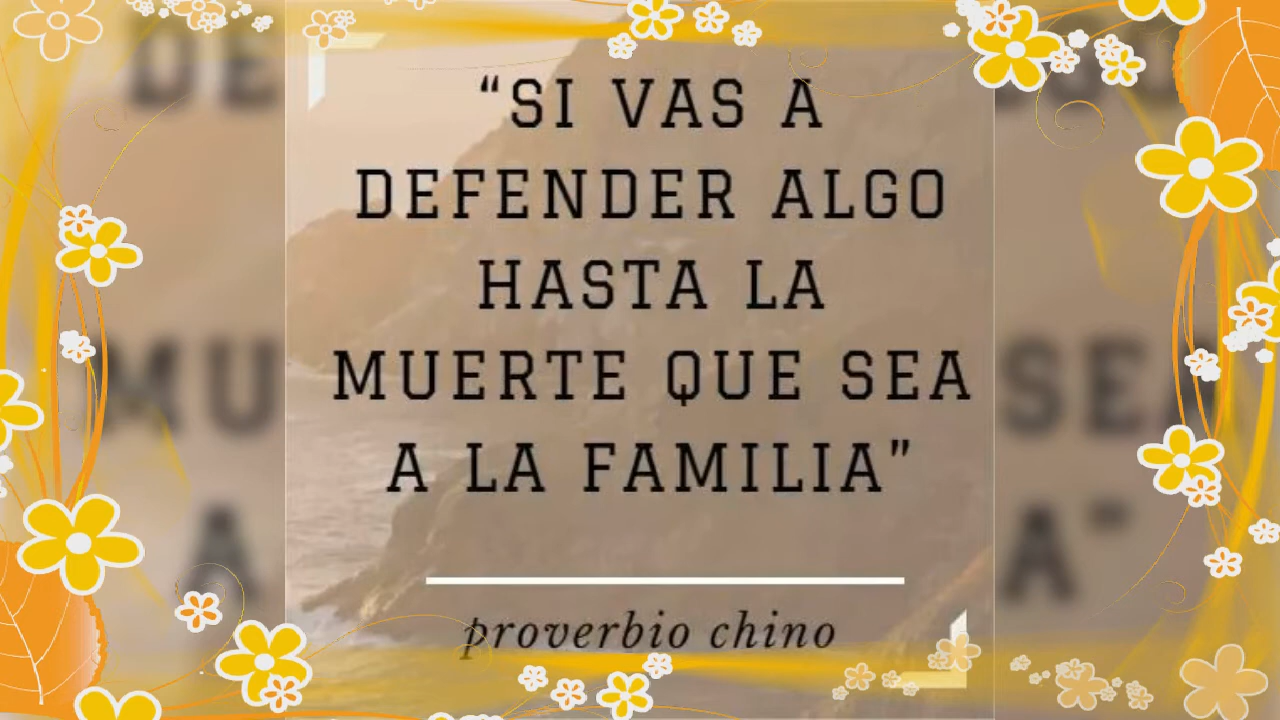 “SI VAS A
DEFENDER ALGO
HASTA LA
MUERTE QUE SEA
A LA FAMILIA”
proverbio chino